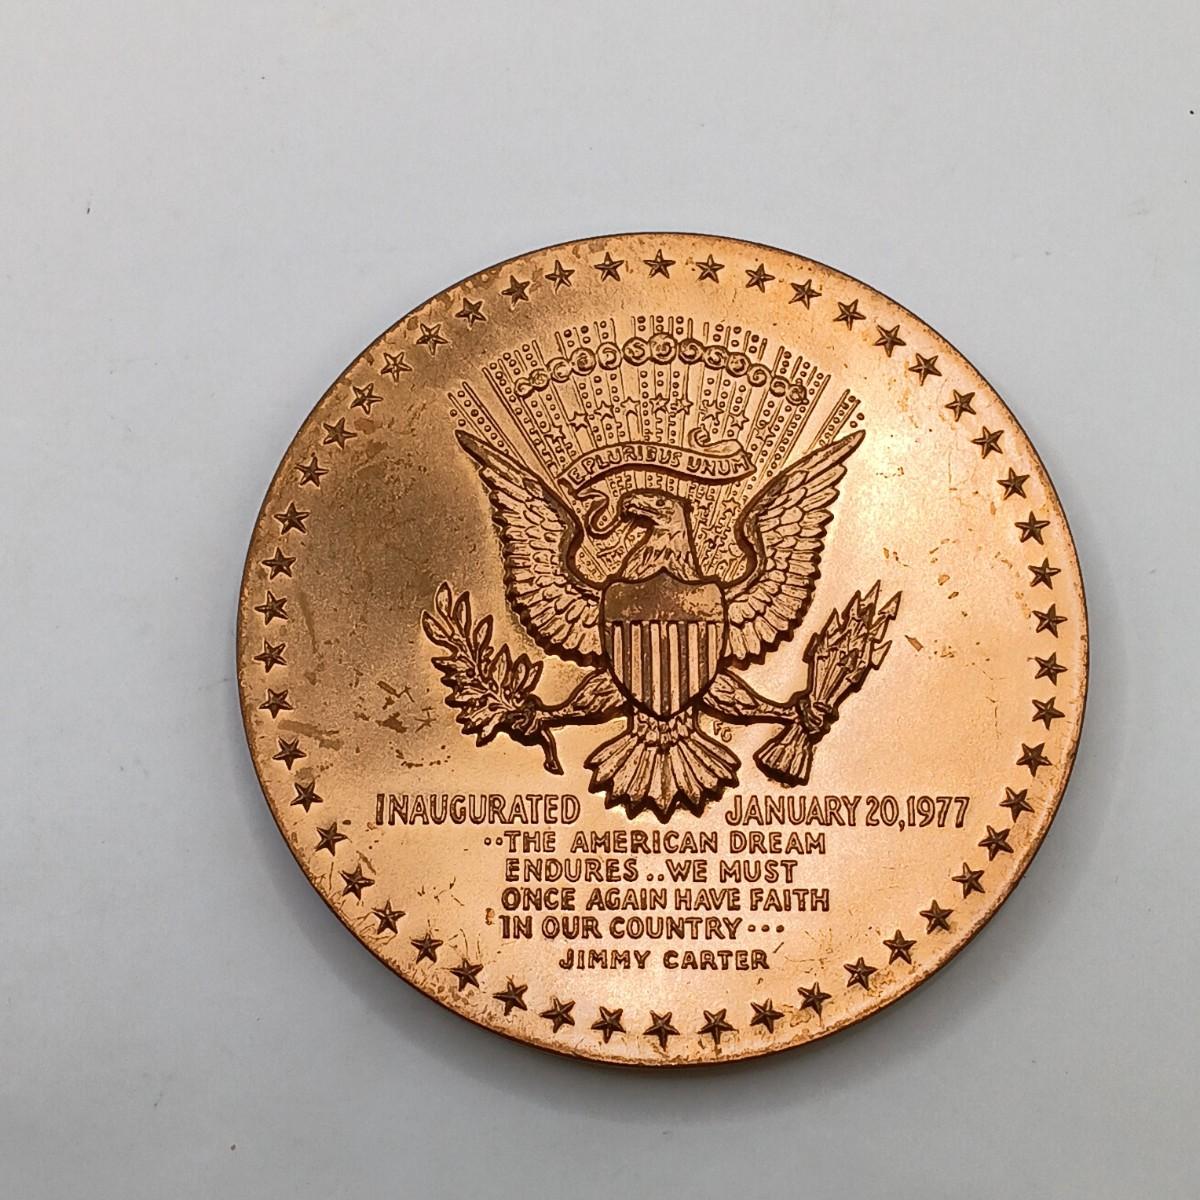 E PLURIBUS UNUM
FG
INAUGURATED JANUARY 20,1977
..THE AMERICAN DREAM
ENDURES..WE MUST
ONCE AGAIN HAVE FAITH
IN OUR COUNTRY...
JIMMY CARTER